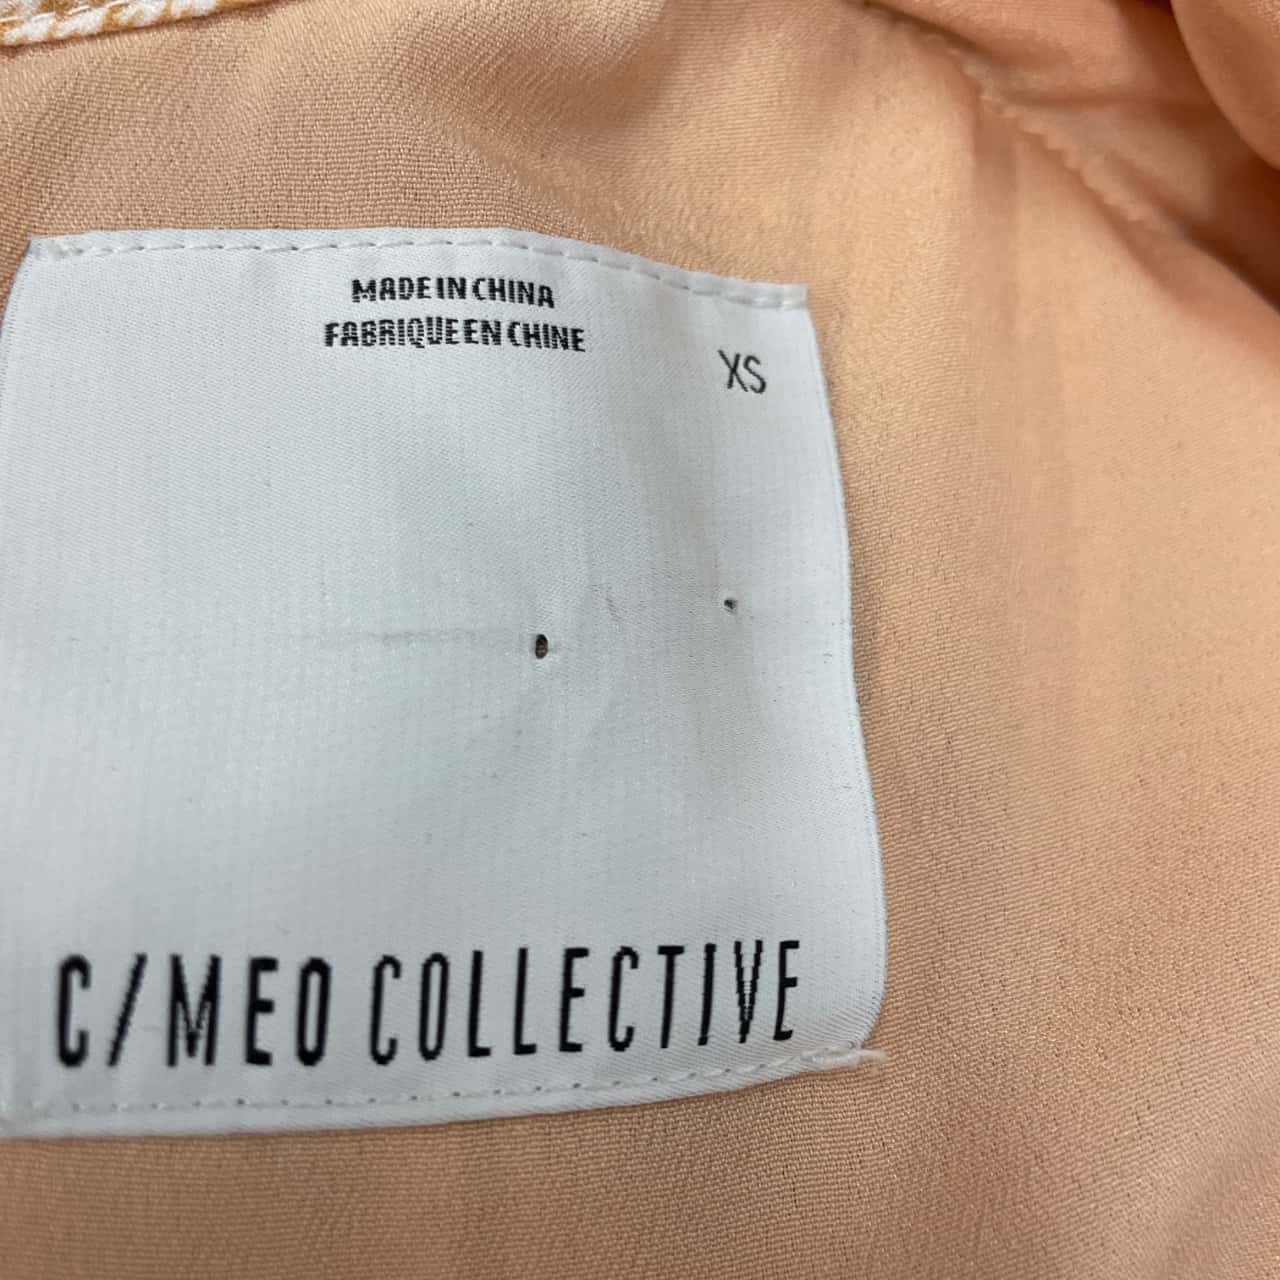 MADE IN CHINA
FABRIQUE EN CHINE
XS
C/MEO COLLECTIVE